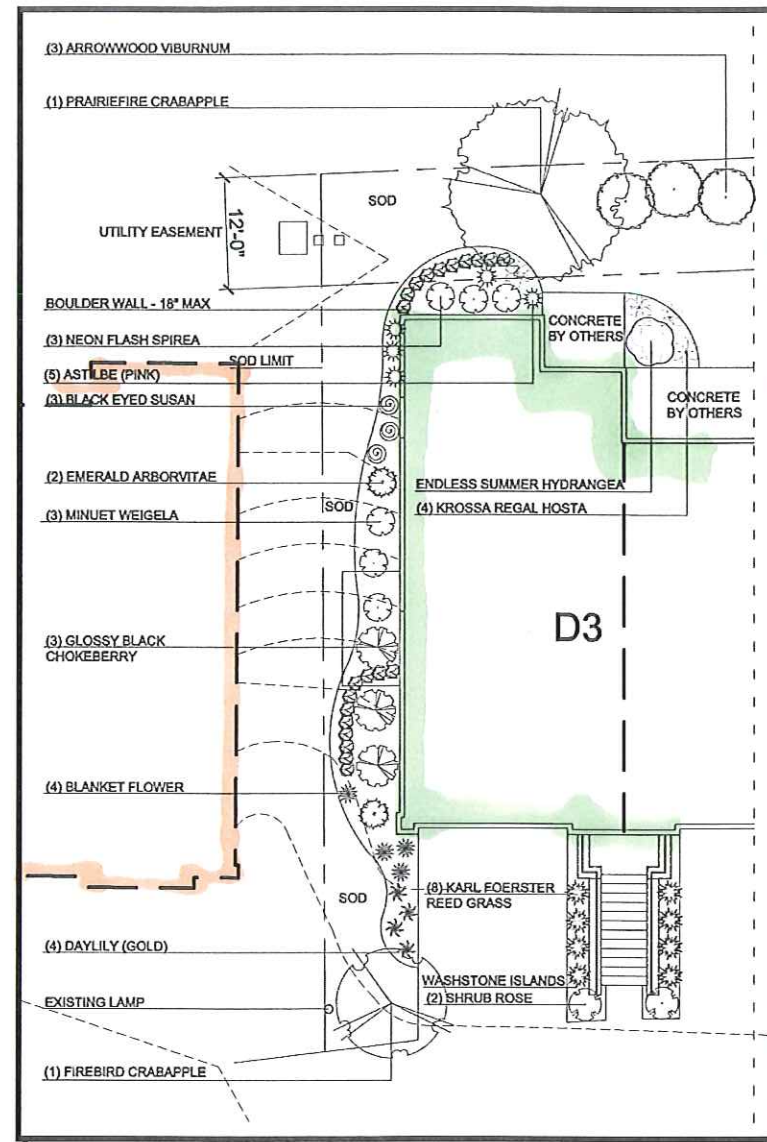 (3) ARROWWOOD VIBURNUM
(1) PRAIRIEFIRE CRABAPPLE
SOD
UTILITY EASEMENT
12'-0"
BOULDER WALL - 18" MAX
CONCRETE
BY OTHERS
(3) NEON FLASH SPIREA
SOD LIMIT
(5) ASTILBE (PINK)
(3) BLACK EYED SUSAN
CONCRETE
BY OTHERS
(2) EMERALD ARBORVITAE
ENDLESS SUMMER HYDRANGEA
SOD
(3) MINUET WEIGELA
(4) KROSSA REGAL HOSTA
D3
(3) GLOSSY BLACK
CHOKEBERRY
(4) BLANKET FLOWER
(8) KARL FOERSTER
REED GRASS
SOD
(4) DAYLILY (GOLD)
WASHSTONE ISLANDS
EXISTING LAMP
(2) SHRUB ROSE
(1) FIREBIRD CRABAPPLE